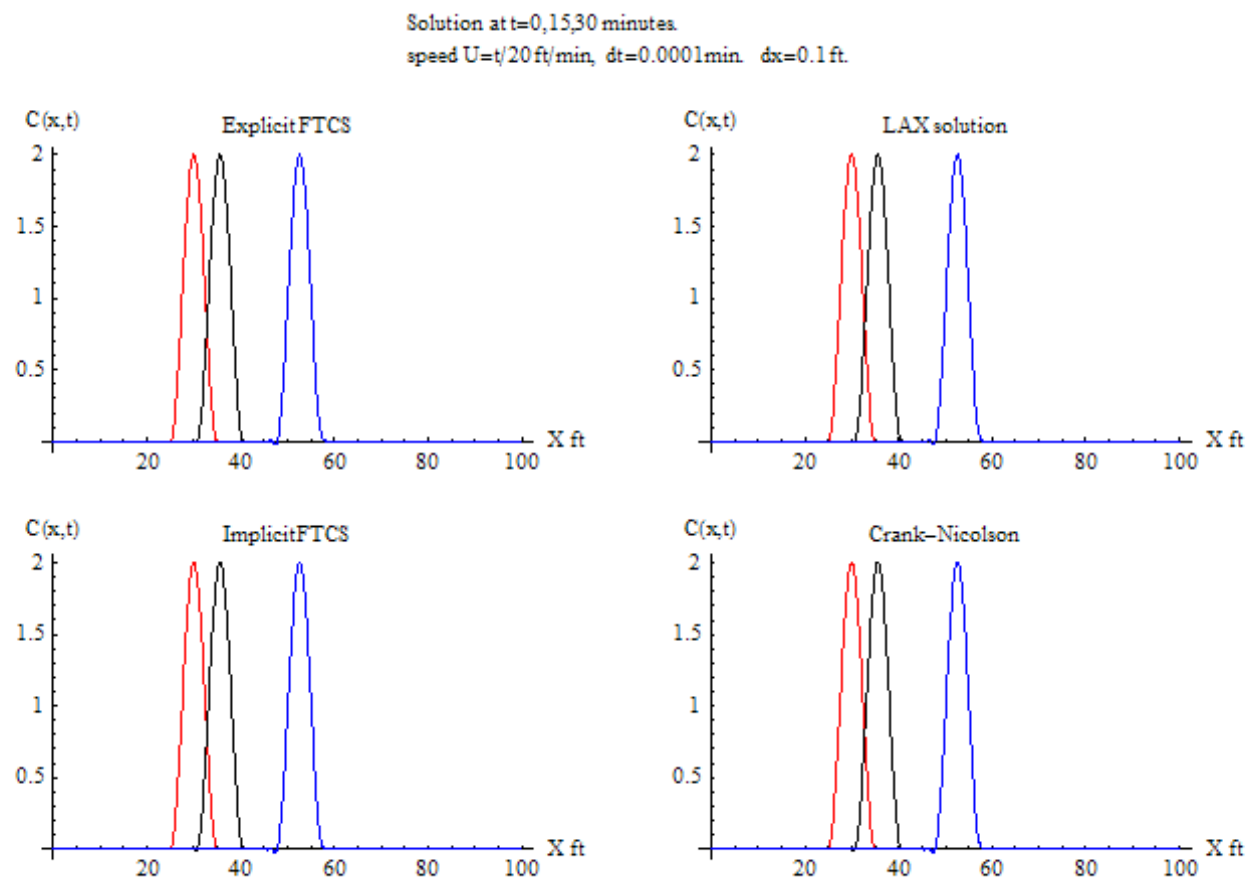 Solution at t=0,15,30 minutes.
speed U=t/20 ft/min, dt=0.0001min. dx=0.1 ft.
C(x,t)
Explicit FTCS
2
1.5
1
0.5
20
40
60
80
100
X ft
C(x,t)
LAX solution
2
1.5
1
0.5
20
40
60
80
100
X ft
C(x,t)
Implicit FTCS
2
1.5
1
0.5
20
40
60
80
100
X ft
C(x,t)
Crank–Nicolson
2
1.5
1
0.5
20
40
60
80
100
X ft